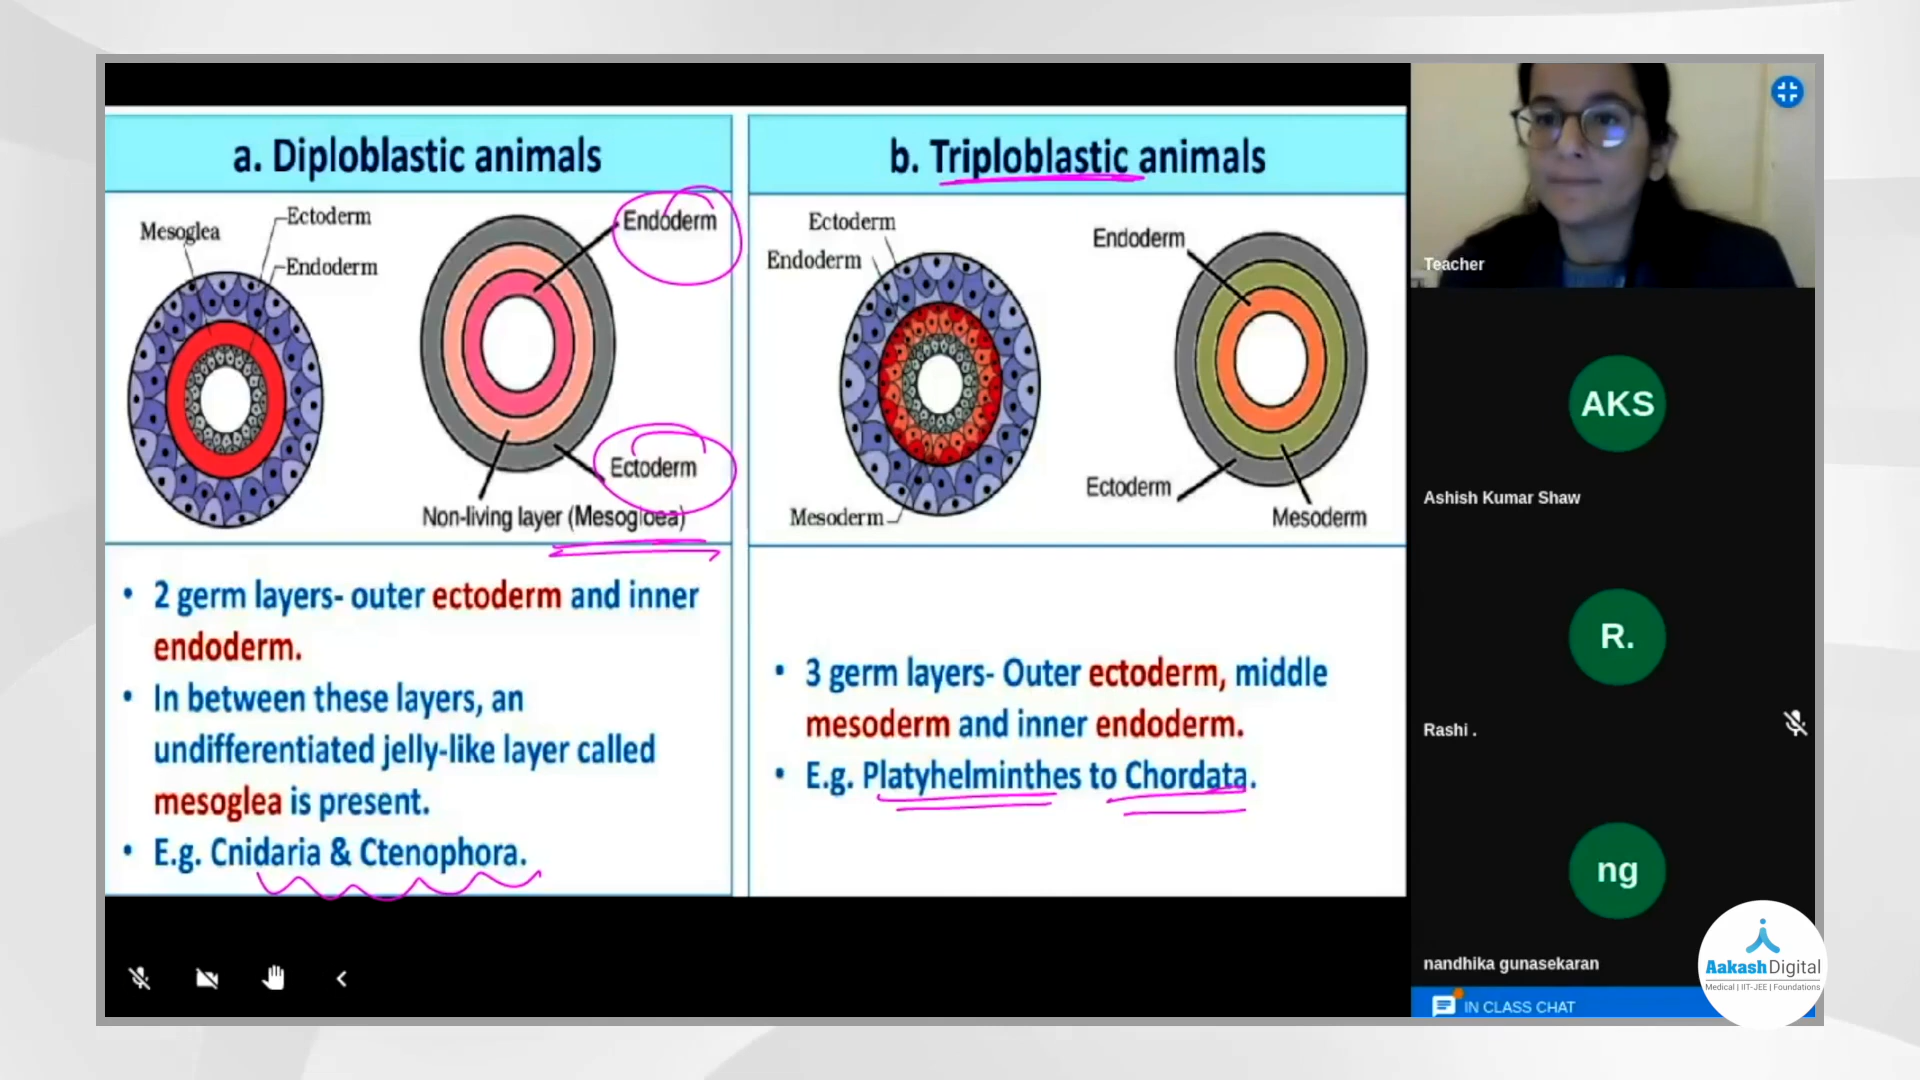 a. Diploblastic animals
Mesoglea
Ectoderm
Endoderm
Endoderm
Ectoderm
Non-living layer (Mesogloea)
• 2 germ layers- outer ectoderm and inner
endoderm.
• In between these layers, an
undifferentiated jelly-like layer called
mesoglea is present.
• E.g. Cnidaria & Ctenophora.
b. Triploblastic animals
Ectoderm
Endoderm
Mesoderm
Endoderm
Ectoderm
Mesoderm
• 3 germ layers- Outer ectoderm, middle
mesoderm and inner endoderm.
• E.g. Platyhelminthes to Chordata.
Teacher
AKS
Ashish Kumar Shaw
R.
Rashi .
ng
nandhika gunasekaran
IN CLASS CHAT
AakashDigital
Medical | IIT-JEE | Foundations